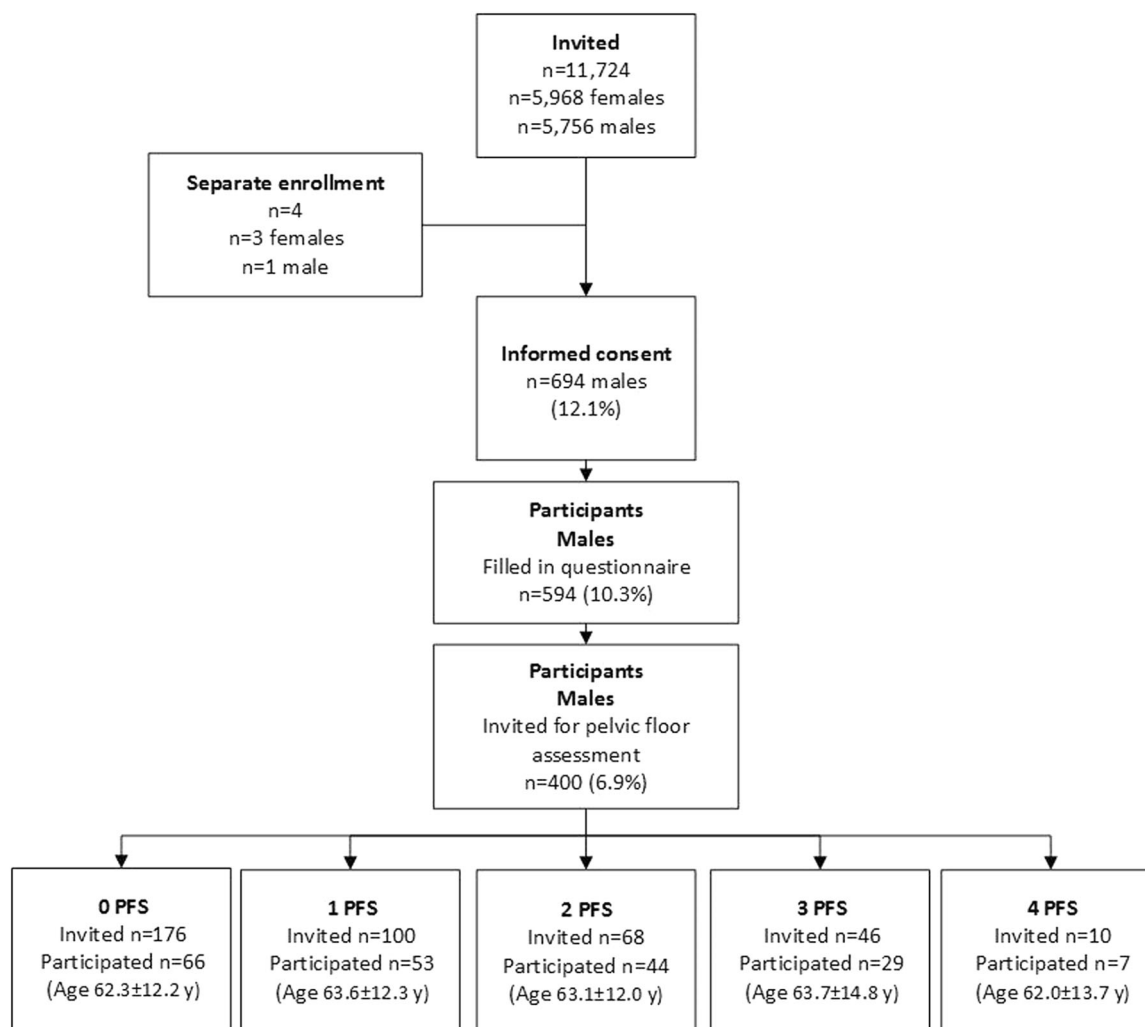 Invited
n=11,724
n=5,968 females
n=5,756 males
Separate enrollment
n=4
n=3 females
n=1 male
Informed consent
n=694 males
(12.1%)
Participants
Males
Filled in questionnaire
n=594 (10.3%)
Participants
Males
Invited for pelvic floor
assessment
n=400 (6.9%)
0 PFS
Invited n=176
Participated n=66
(Age 62.3±12.2 y)
1 PFS
Invited n=100
Participated n=53
(Age 63.6±12.3 y)
2 PFS
Invited n=68
Participated n=44
(Age 63.1±12.0 y)
3 PFS
Invited n=46
Participated n=29
(Age 63.7±14.8 y)
4 PFS
Invited n=10
Participated n=7
(Age 62.0±13.7 y)